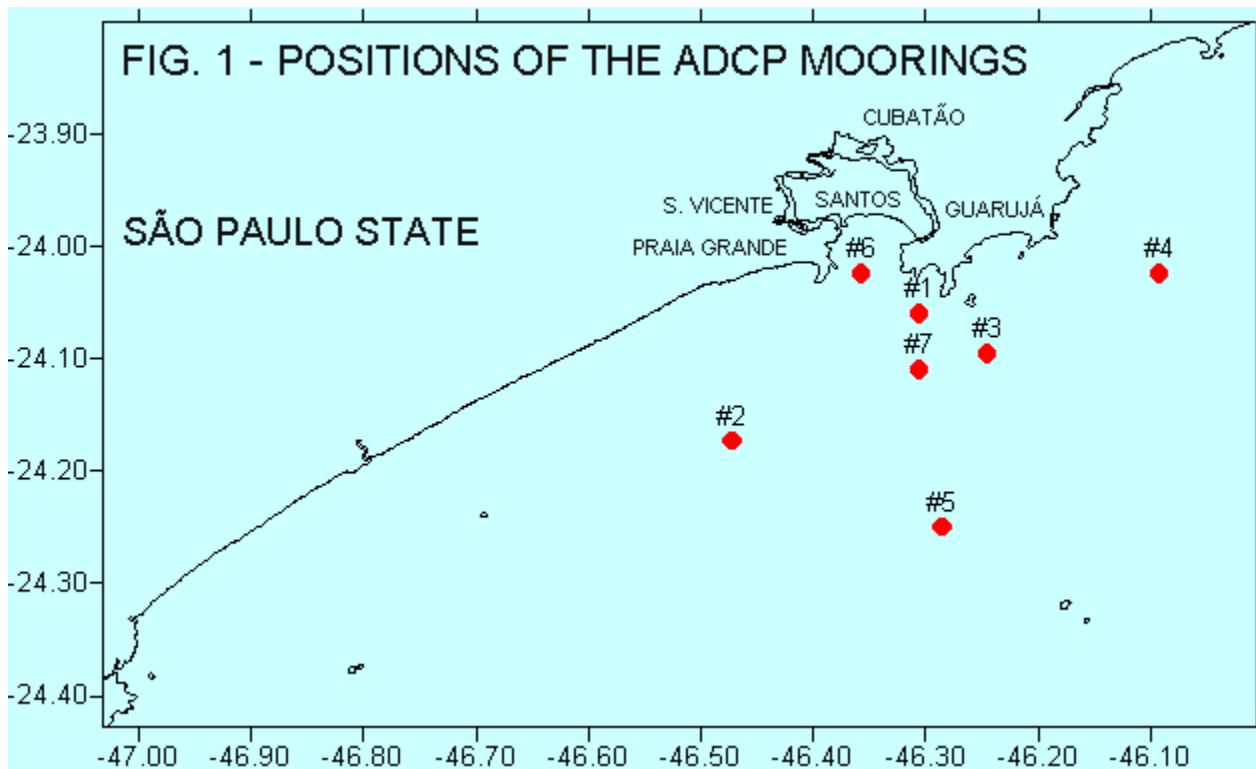 FIG. 1 - POSITIONS OF THE ADCP MOORINGS
CUBATÃO
-23.90
S. VICENTE
SANTOS
GUARUJÁ
SÃO PAULO STATE
-24.00
PRAIA GRANDE
#6
#4
#1
#3
#7
-24.10
#2
-24.20
#5
-24.30
-24.40
-47.00 -46.90 -46.80 -46.70 -46.60 -46.50 -46.40 -46.30 -46.20 -46.10